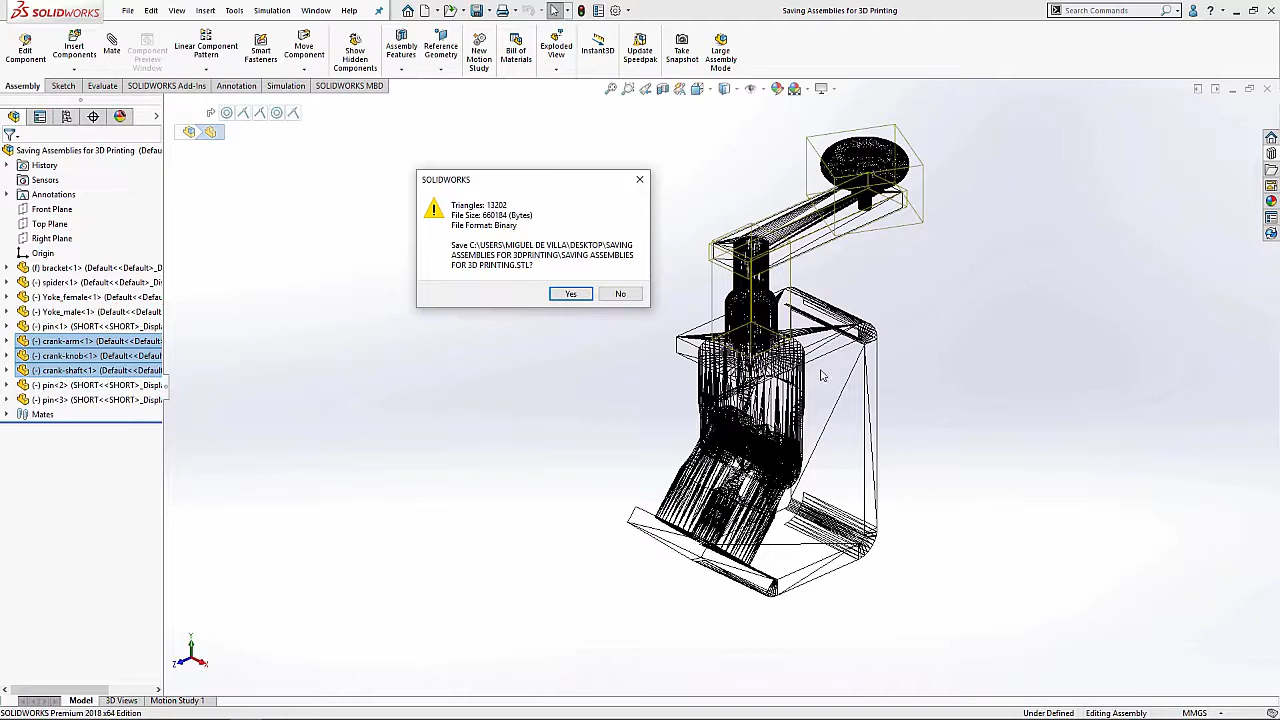 SOLIDWORKS File Edit View Insert Tools Simulation Window Help Saving Assemblies for 3D Printing Search Commands ?
Edit Component
Insert Components
Mate
Component Preview Window
Linear Component Pattern
Smart Fasteners
Move Component
Show Hidden Components
Assembly Features
Reference Geometry
New Motion Study
Bill of Materials
Exploded View
Instant3D
Update Speedpak
Take Snapshot
Large Assembly Mode
Assembly Sketch Evaluate SOLIDWORKS Add-Ins Annotation Simulation SOLIDWORKS MBD
Saving Assemblies for 3D Printing (Defau
History
Sensors
Annotations
Front Plane
Top Plane
Right Plane
Origin
(f) bracket<1> (Default<<Default>_D
(-) spider<1> (Default<<Default>_Di
(-) Yoke_female<1> (Default<<Defau
(-) Yoke_male<1> (Default<<Default
(-) pin<1> (SHORT<<SHORT>_Displ
(-) crank-arm<1> (Default<<Default>
(-) crank-knob<1> (Default<<Defaul
(-) crank-shaft<1> (Default<<Defaul
(-) pin<2> (SHORT<<SHORT>_Displ
(-) pin<3> (SHORT<<SHORT>_Displ
Mates
SOLIDWORKS
Triangles: 13202
File Size: 660184 (Bytes)
File Format: Binary
Save C:\USERS\MIGUEL DE VILLA\DESKTOP\SAVING
ASSEMBLIES FOR 3DPRINTING\SAVING ASSEMBLIES
FOR 3D PRINTING.STL?
Yes No
Y
Z X
Model 3D Views Motion Study 1
SOLIDWORKS Premium 2018 x64 Edition Under Defined Editing Assembly MMGS